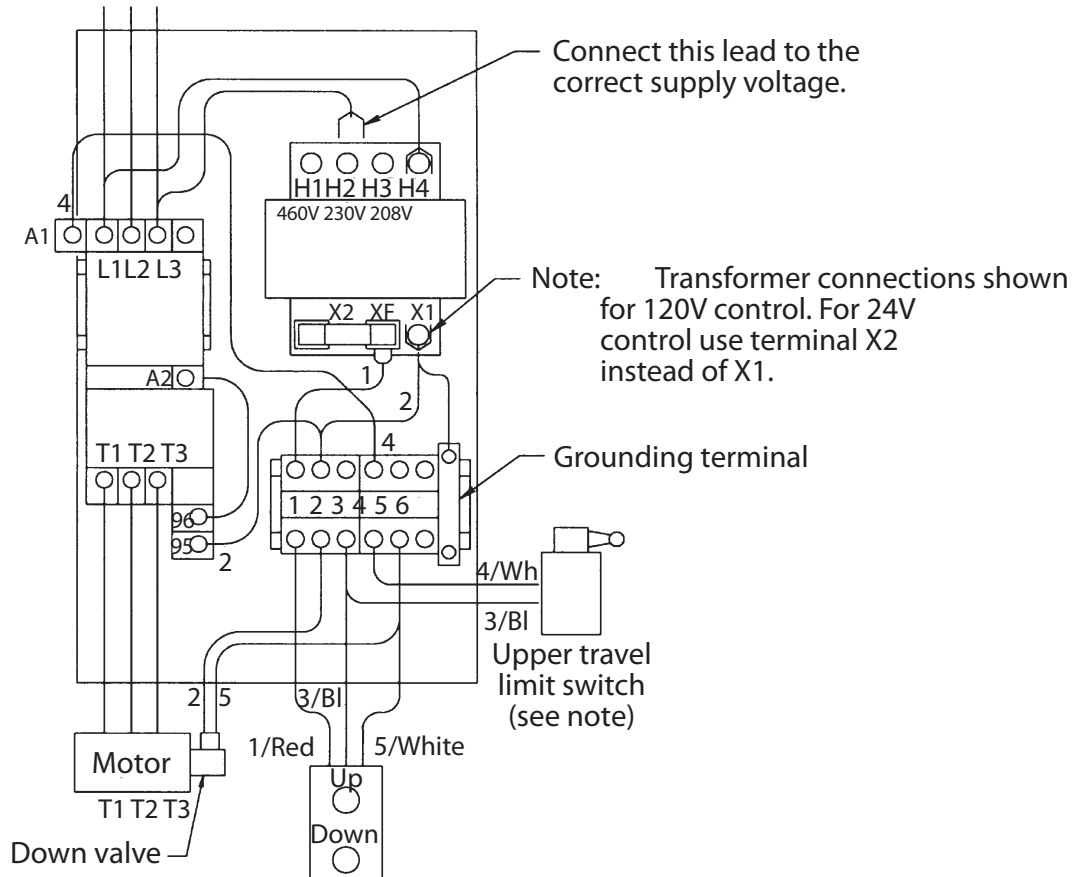 Connect this lead to the
correct supply voltage.
H1 H2 H3 H4
460V 230V 208V
4
A1
L1 L2 L3
Note: Transformer connections shown
for 120V control. For 24V
control use terminal X2
instead of X1.
X2 XF X1
A2
1
2
4
T1 T2 T3
Grounding terminal
1 2 3 4 5 6
96
95
2
4/Wh
3/Bl
Upper travel
limit switch
(see note)
2 5
3/Bl
1/Red
5/White
Motor
Up
T1 T2 T3
Down
Down valve